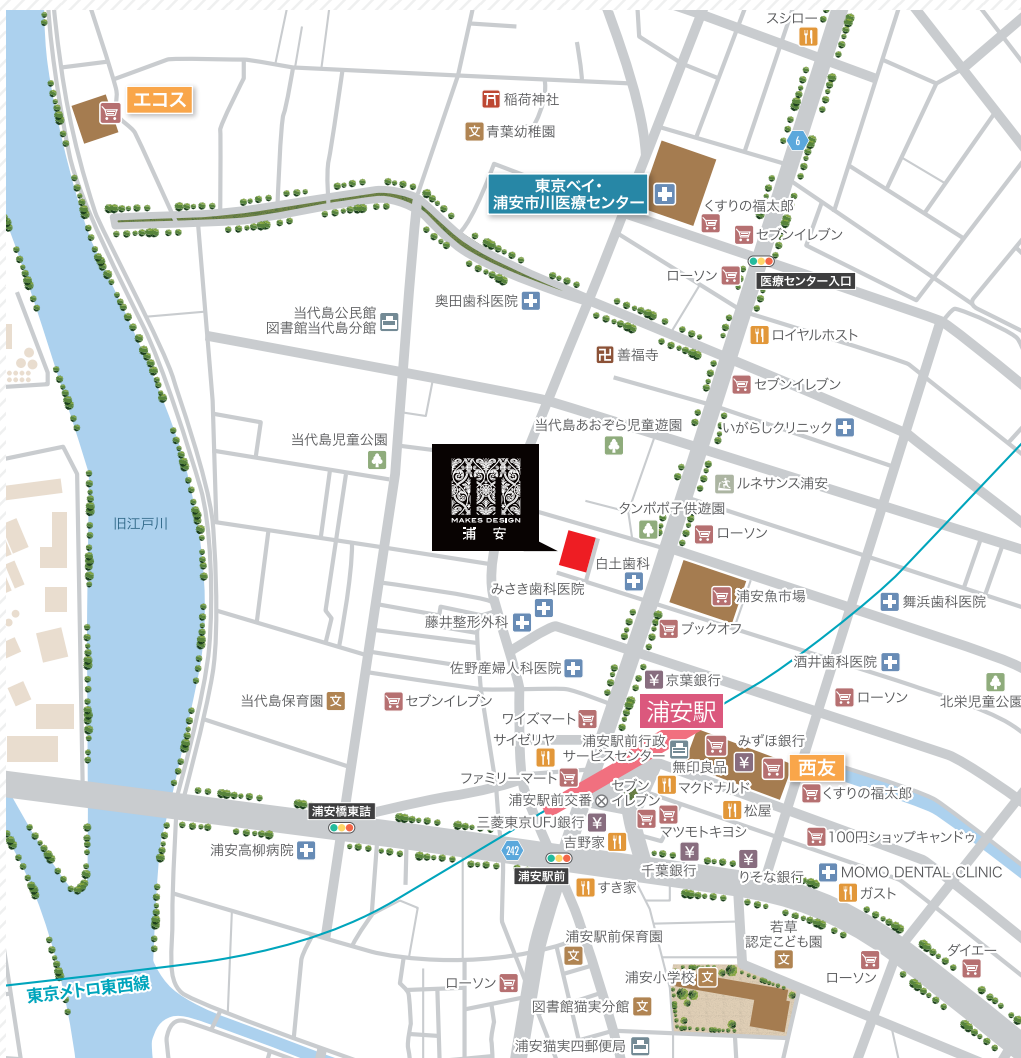 スシロー
エコス
稲荷神社
青葉幼稚園
6
東京ベイ・
浦安市川医療センター
くすりの福太郎
セブンイレブン
ローソン
医療センター入口
奥田歯科医院
当代島公民館
図書館当代島分館
ロイヤルホスト
善福寺
セブンイレブン
当代島あおぞら児童遊園
いがらしクリニック
当代島児童公園
MAKES DESIGN
浦安
ルネサンス浦安
タンポポ子供遊園
旧江戸川
ローソン
白土歯科
みさき歯科医院
浦安魚市場
舞浜歯科医院
藤井整形外科
ブックオフ
佐野産婦人科医院
酒井歯科医院
京葉銀行
当代島保育園
セブンイレブン
ローソン
北栄児童公園
浦安駅
ワイズマート
サイゼリヤ
浦安駅前行政
サービスセンター
みずほ銀行
無印良品
西友
ファミリーマート
セブン
イレブン
マクドナルド
くすりの福太郎
浦安駅前交番
松屋
浦安橋東詰
三菱東京UFJ銀行
マツモトキヨシ
100円ショップキャンドゥ
浦安高柳病院
242
吉野家
千葉銀行
りそな銀行
MOMO DENTAL CLINIC
浦安駅前
すき家
ガスト
浦安駅前保育園
若草
認定こども園
ダイエー
東京メトロ東西線
ローソン
浦安小学校
ローソン
図書館猫実分館
浦安猫実四郵便局